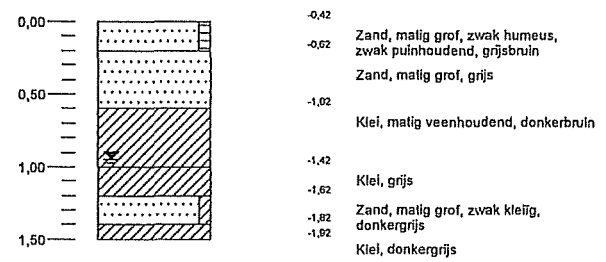 0,00
0,50
1,00
1,50
-0,42
Zand, matig grof, zwak humeus,
-0,62
zwak puinhoudend, grijsbruin
Zand, matig grof, grijs
-1,02
Klei, matig veenhoudend, donkerbruin
-1,42
Klei, grijs
-1,62
Zand, matig grof, zwak kleiïg,
-1,82
donkergrijs
-1,92
Klei, donkergrijs